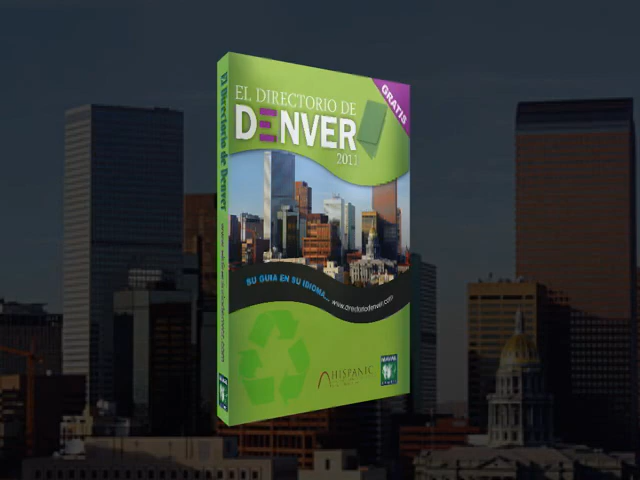 EL DIRECTORIO DE
DENVER
2011
GRATIS
SU GUIA EN SU IDIOMA... www.directoriodenver.com
HISPANIC
El Directorio de Denver